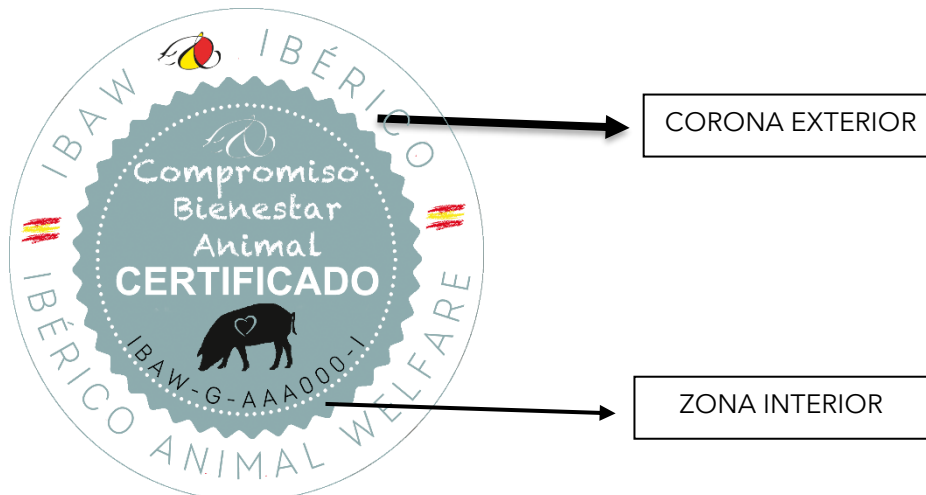 IBAW IBÉRICO
Compromiso
Bienestar
Animal
CERTIFICADO
IBAW-G-AAA000-I
IBÉRICO ANIMAL WELFARE
CORONA EXTERIOR
ZONA INTERIOR